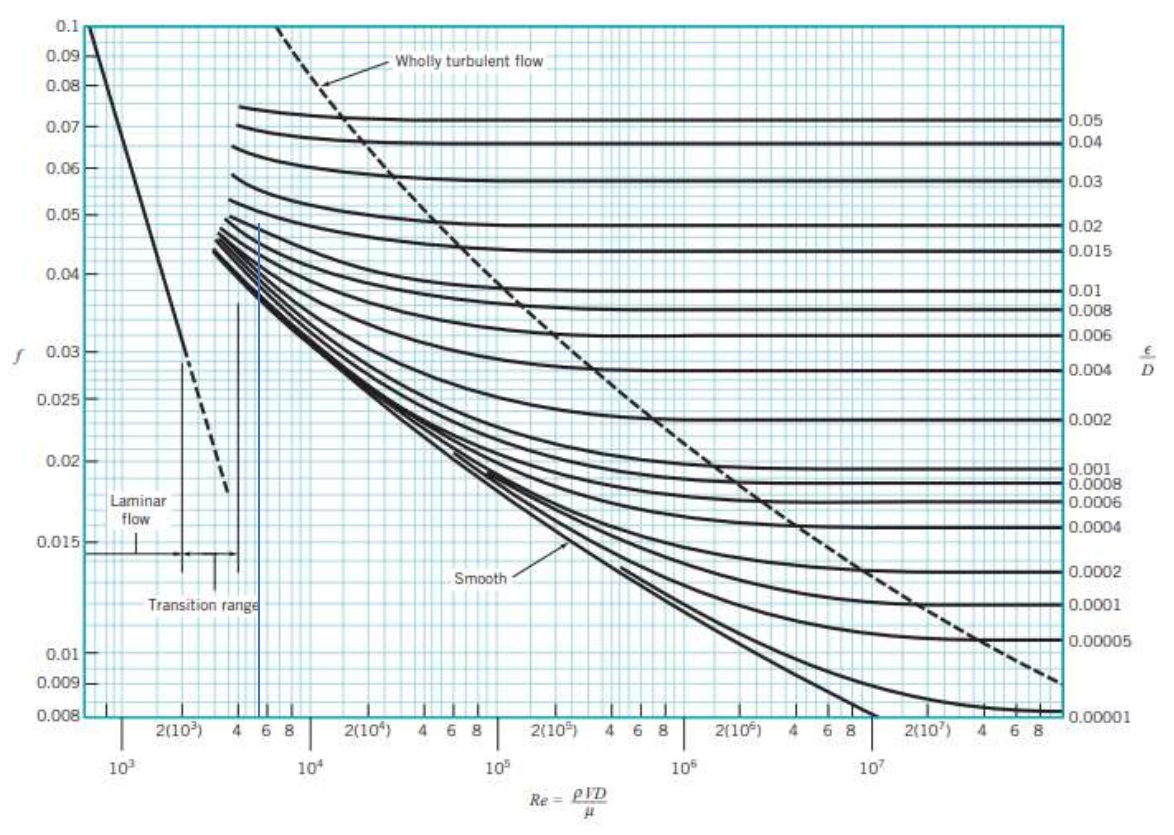 0.1
0.09
0.08
0.07
0.06
0.05
0.04
0.03
0.025
0.02
0.015
0.01
0.009
0.008
f
Wholly turbulent flow
Laminar
flow
Transition range
Smooth
0.05
0.04
0.03
0.02
0.015
0.01
0.008
0.006
0.004
0.002
0.001
0.0008
0.0006
0.0004
0.0002
0.0001
0.00005
0.00001
ϵ
D
2(10³) 4 6 8 2(10⁴) 4 6 8 2(10⁵) 4 6 8 2(10⁶) 4 6 8 2(10⁷) 4 6 8
10³ 10⁴ 10⁵ 10⁶ 10⁷
Re = ρVD
μ